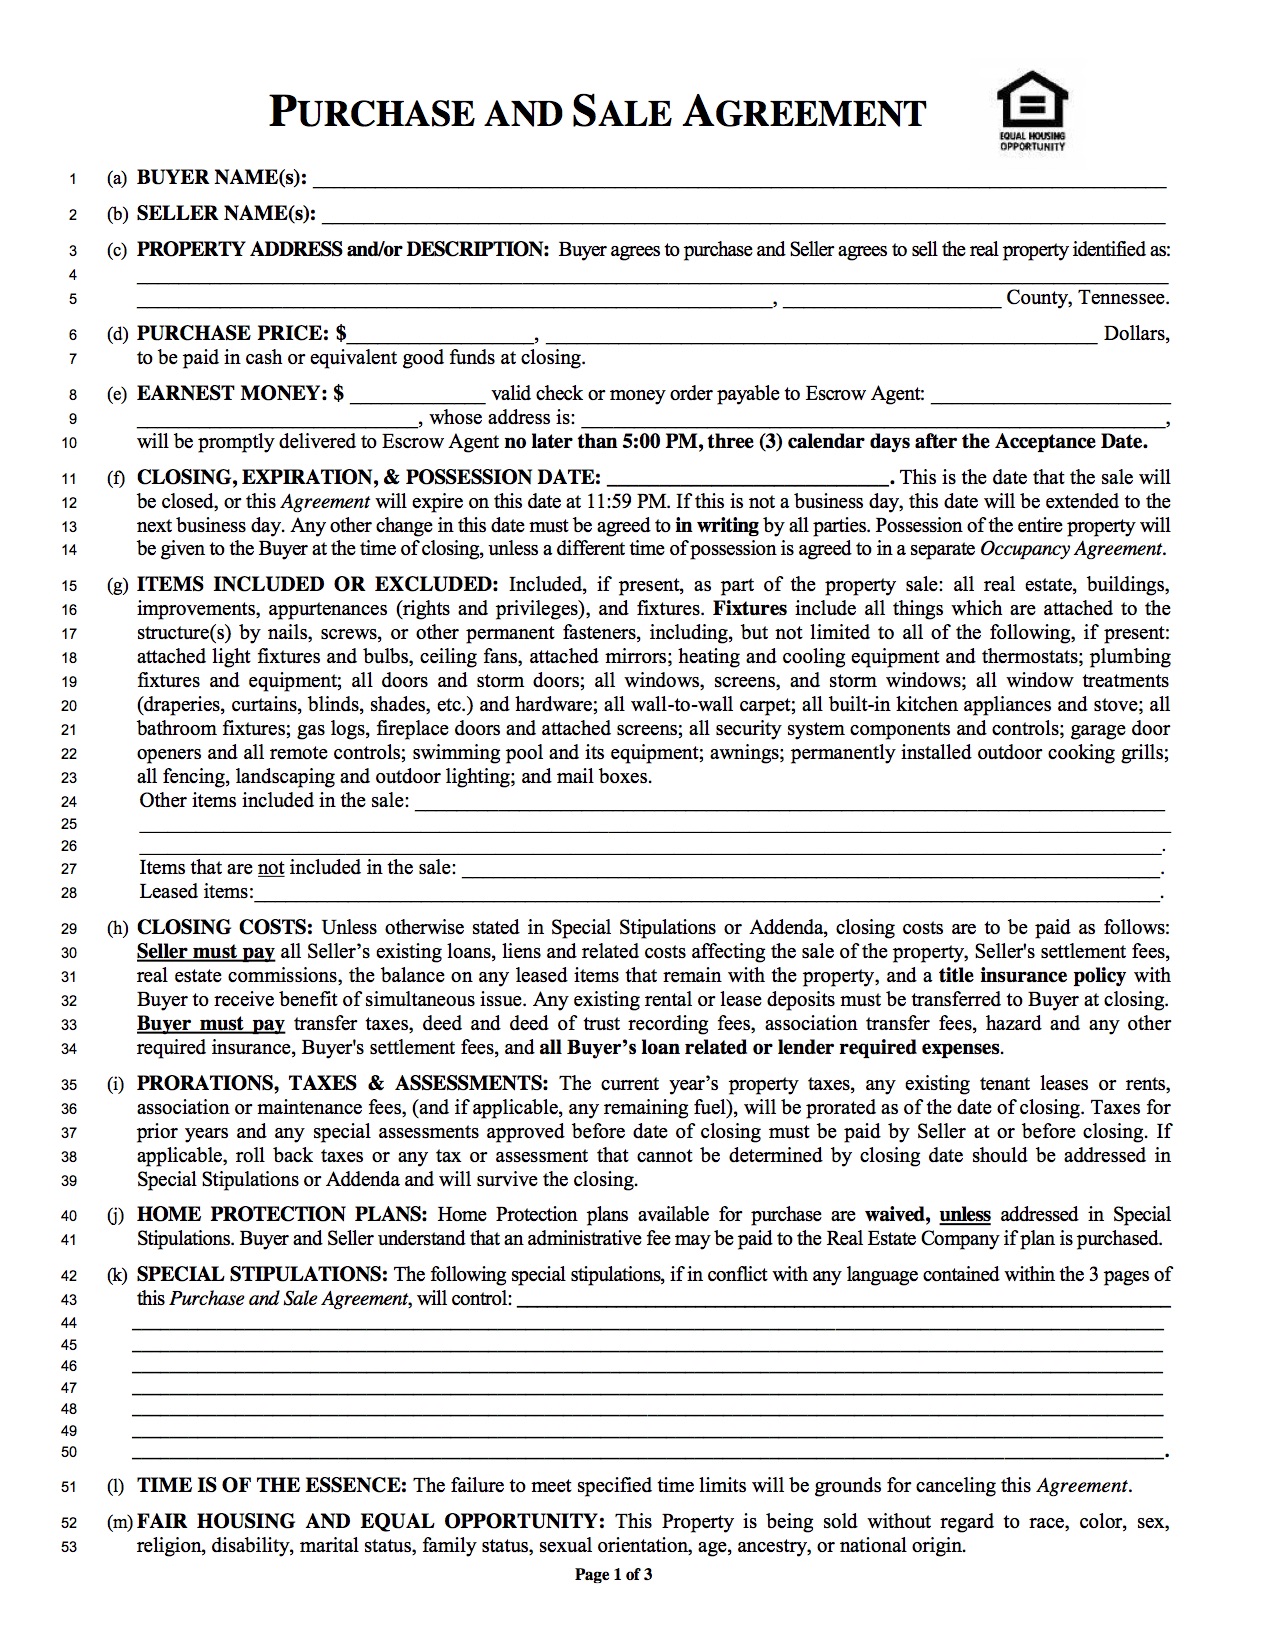 PURCHASE AND SALE AGREEMENT
EQUAL HOUSING
OPPORTUNITY
1 (a) BUYER NAME(s): ____________________
2 (b) SELLER NAME(s): ____________________
3 (c) PROPERTY ADDRESS and/or DESCRIPTION: Buyer agrees to purchase and Seller agrees to sell the real property identified as:
4 ____________________
5 ____________________, ____________________ County, Tennessee.
6 (d) PURCHASE PRICE: $____________________, ____________________ Dollars,
7 to be paid in cash or equivalent good funds at closing.
8 (e) EARNEST MONEY: $ ____________________ valid check or money order payable to Escrow Agent: ____________________
9 ____________________, whose address is: ____________________,
10 will be promptly delivered to Escrow Agent no later than 5:00 PM, three (3) calendar days after the Acceptance Date.
11 (f) CLOSING, EXPIRATION, & POSSESSION DATE: ____________________. This is the date that the sale will
12 be closed, or this Agreement will expire on this date at 11:59 PM. If this is not a business day, this date will be extended to the
13 next business day. Any other change in this date must be agreed to in writing by all parties. Possession of the entire property will
14 be given to the Buyer at the time of closing, unless a different time of possession is agreed to in a separate Occupancy Agreement.
15 (g) ITEMS INCLUDED OR EXCLUDED: Included, if present, as part of the property sale: all real estate, buildings,
16 improvements, appurtenances (rights and privileges), and fixtures. Fixtures include all things which are attached to the
17 structure(s) by nails, screws, or other permanent fasteners, including, but not limited to all of the following, if present:
18 attached light fixtures and bulbs, ceiling fans, attached mirrors; heating and cooling equipment and thermostats; plumbing
19 fixtures and equipment; all doors and storm doors; all windows, screens, and storm windows; all window treatments
20 (draperies, curtains, blinds, shades, etc.) and hardware; all wall-to-wall carpet; all built-in kitchen appliances and stove; all
21 bathroom fixtures; gas logs, fireplace doors and attached screens; all security system components and controls; garage door
22 openers and all remote controls; swimming pool and its equipment; awnings; permanently installed outdoor cooking grills;
23 all fencing, landscaping and outdoor lighting; and mail boxes.
24 Other items included in the sale: ____________________
25 ____________________
26 ____________________.
27 Items that are not included in the sale: ____________________.
28 Leased items:____________________.
29 (h) CLOSING COSTS: Unless otherwise stated in Special Stipulations or Addenda, closing costs are to be paid as follows:
30 Seller must pay all Seller’s existing loans, liens and related costs affecting the sale of the property, Seller's settlement fees,
31 real estate commissions, the balance on any leased items that remain with the property, and a title insurance policy with
32 Buyer to receive benefit of simultaneous issue. Any existing rental or lease deposits must be transferred to Buyer at closing.
33 Buyer must pay transfer taxes, deed and deed of trust recording fees, association transfer fees, hazard and any other
34 required insurance, Buyer's settlement fees, and all Buyer’s loan related or lender required expenses.
35 (i) PRORATIONS, TAXES & ASSESSMENTS: The current year’s property taxes, any existing tenant leases or rents,
36 association or maintenance fees, (and if applicable, any remaining fuel), will be prorated as of the date of closing. Taxes for
37 prior years and any special assessments approved before date of closing must be paid by Seller at or before closing. If
38 applicable, roll back taxes or any tax or assessment that cannot be determined by closing date should be addressed in
39 Special Stipulations or Addenda and will survive the closing.
40 (j) HOME PROTECTION PLANS: Home Protection plans available for purchase are waived, unless addressed in Special
41 Stipulations. Buyer and Seller understand that an administrative fee may be paid to the Real Estate Company if plan is purchased.
42 (k) SPECIAL STIPULATIONS: The following special stipulations, if in conflict with any language contained within the 3 pages of
43 this Purchase and Sale Agreement, will control: ____________________
44 ____________________
45 ____________________
46 ____________________
47 ____________________
48 ____________________
49 ____________________
50 ____________________.
51 (l) TIME IS OF THE ESSENCE: The failure to meet specified time limits will be grounds for canceling this Agreement.
52 (m) FAIR HOUSING AND EQUAL OPPORTUNITY: This Property is being sold without regard to race, color, sex,
53 religion, disability, marital status, family status, sexual orientation, age, ancestry, or national origin.
Page 1 of 3